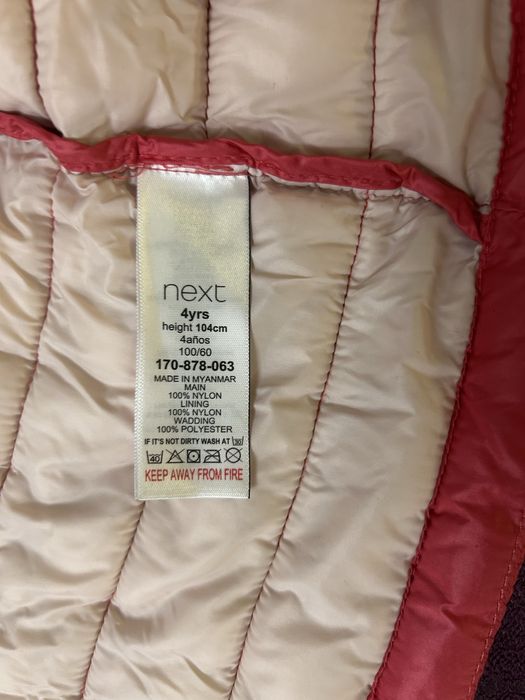 next
4yrs
height 104cm
4años
100/60
170-878-063
MADE IN MYANMAR
MAIN
100% NYLON
LINING
100% NYLON
WADDING
100% POLYESTER
IF IT'S NOT DIRTY WASH AT 30
40
KEEP AWAY FROM FIRE